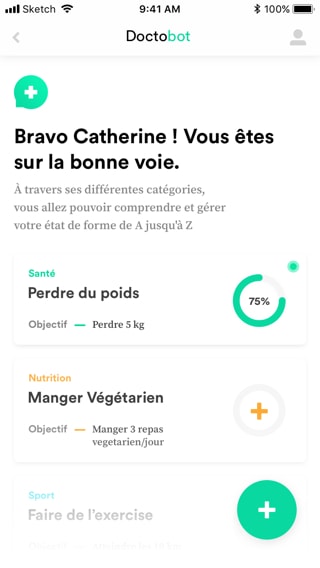 Sketch 9:41 AM 100%
Doctobot
Bravo Catherine ! Vous êtes
sur la bonne voie.
À travers ses différentes catégories,
vous allez pouvoir comprendre et gérer
votre état de forme de A jusqu'à Z
Santé
Perdre du poids
75%
Objectif — Perdre 5 kg
Nutrition
Manger Végétarien
Objectif — Manger 3 repas
vegetarien/jour
Sport
Faire de l'exercise